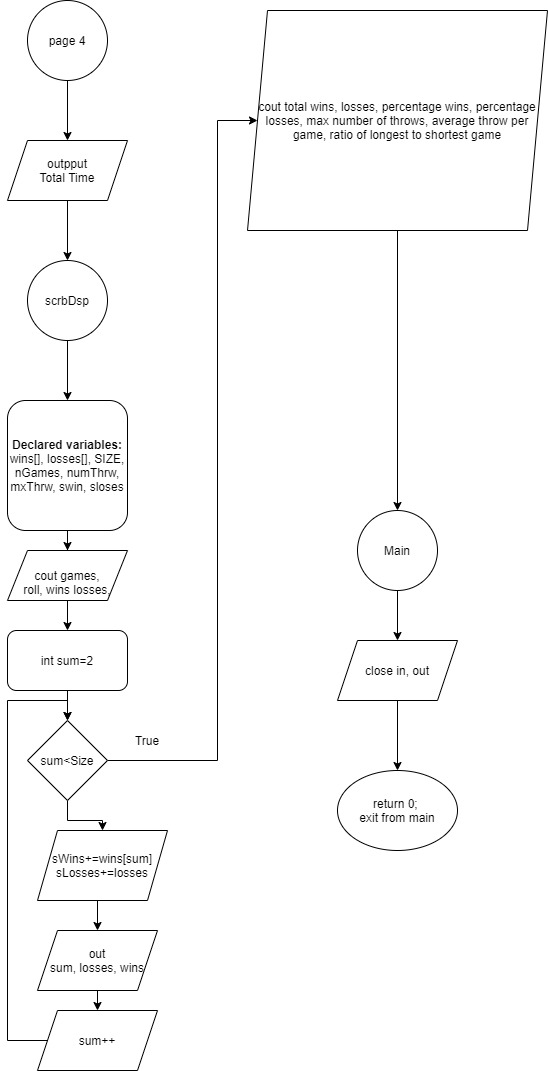 page 4
outpput
Total Time
scrbDsp
Declared variables:
wins[], losses[], SIZE,
nGames, numThrw,
mxThrw, swin, sloses
cout games,
roll, wins losses,
int sum=2
sum<Size
True
sWins+=wins[sum]
sLosses+=losses
out
sum, losses, wins
sum++
cout total wins, losses, percentage wins, percentage
losses, max number of throws, average throw per
game, ratio of longest to shortest game
Main
close in, out
return 0;
exit from main